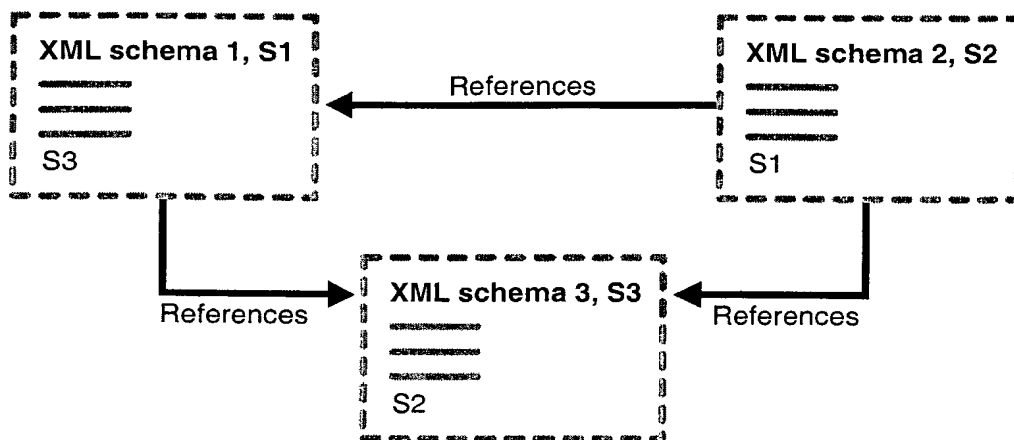 XML schema 1, S1
S3
References
XML schema 2, S2
S1
References
XML schema 3, S3
S2
References